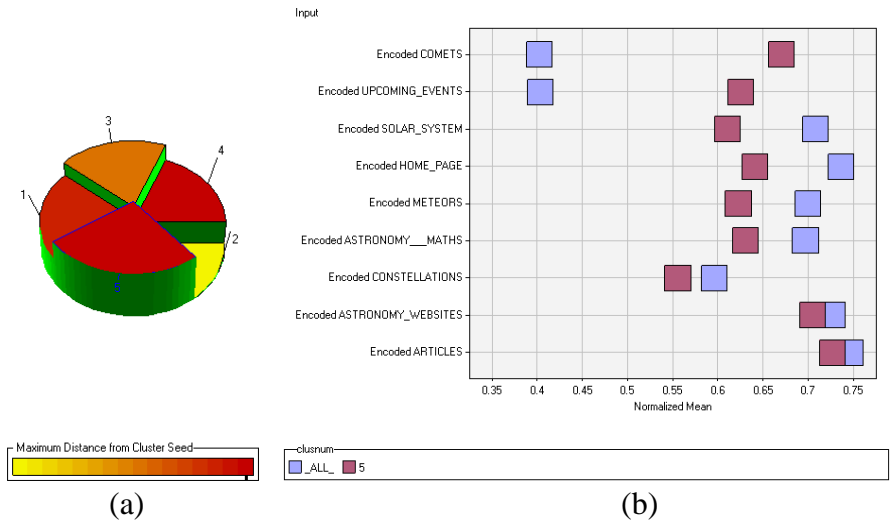 Input
3
4
1
2
5
Encoded COMETS
Encoded UPCOMING_EVENTS
Encoded SOLAR_SYSTEM
Encoded HOME_PAGE
Encoded METEORS
Encoded ASTRONOMY___MATHS
Encoded CONSTELLATIONS
Encoded ASTRONOMY_WEBSITES
Encoded ARTICLES
0.35 0.4 0.45 0.5 0.55 0.6 0.65 0.7 0.75
Normalized Mean
Maximum Distance from Cluster Seed
clusnum
_ALL_ 5
(a) (b)